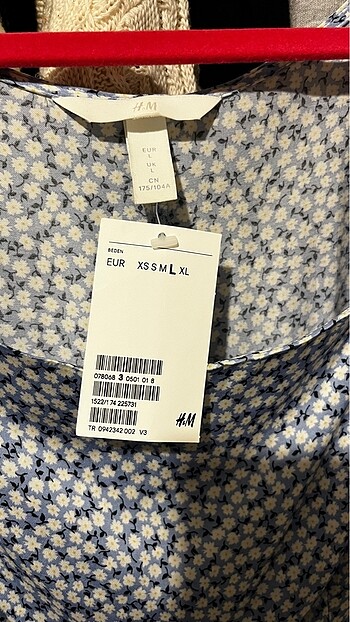 H&M
EUR
L
UK
L
CN
175/104A
BEDEN
EUR XS S M L XL
078068 3 0501 01 8
1522/174 225731
H&M
TR 0942342 002 V3